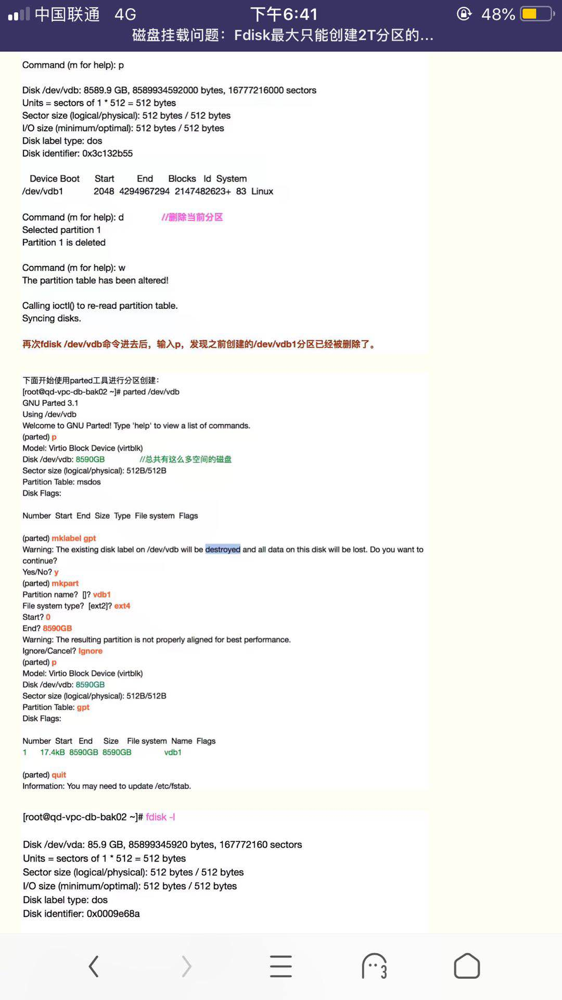 中国联通 4G 下午6:41 48%
磁盘挂载问题：Fdisk最大只能创建2T分区的...
Command (m for help): p
Disk /dev/vdb: 8589.9 GB, 8589934592000 bytes, 16777216000 sectors
Units = sectors of 1 * 512 = 512 bytes
Sector size (logical/physical): 512 bytes / 512 bytes
I/O size (minimum/optimal): 512 bytes / 512 bytes
Disk label type: dos
Disk identifier: 0x3c132b55
Device Boot Start End Blocks Id System
/dev/vdb1 2048 4294967294 2147482623+ 83 Linux
Command (m for help): d //删除当前分区
Selected partition 1
Partition 1 is deleted
Command (m for help): w
The partition table has been altered!
Calling ioctl() to re-read partition table.
Syncing disks.
再次fdisk /dev/vdb命令进去后，输入p，发现之前创建的/dev/vdb1分区已经被删除了。
下面开始使用parted工具进行分区创建：
[root@qd-vpc-db-bak02 ~]# parted /dev/vdb
GNU Parted 3.1
Using /dev/vdb
Welcome to GNU Parted! Type 'help' to view a list of commands.
(parted) p
Model: Virtio Block Device (virtblk)
Disk /dev/vdb: 8590GB //总共有这么多空间的磁盘
Sector size (logical/physical): 512B/512B
Partition Table: msdos
Disk Flags:
Number Start End Size Type File system Flags
(parted) mklabel gpt
Warning: The existing disk label on /dev/vdb will be destroyed and all data on this disk will be lost. Do you want to
continue?
Yes/No? y
(parted) mkpart
Partition name? []? vdb1
File system type? [ext2]? ext4
Start? 0
End? 8590GB
Warning: The resulting partition is not properly aligned for best performance.
Ignore/Cancel? Ignore
(parted) p
Model: Virtio Block Device (virtblk)
Disk /dev/vdb: 8590GB
Sector size (logical/physical): 512B/512B
Partition Table: gpt
Disk Flags:
Number Start End Size File system Name Flags
1 17.4kB 8590GB 8590GB vdb1
(parted) quit
Information: You may need to update /etc/fstab.
[root@qd-vpc-db-bak02 ~]# fdisk -l
Disk /dev/vda: 85.9 GB, 85899345920 bytes, 167772160 sectors
Units = sectors of 1 * 512 = 512 bytes
Sector size (logical/physical): 512 bytes / 512 bytes
I/O size (minimum/optimal): 512 bytes / 512 bytes
Disk label type: dos
Disk identifier: 0x0009e68a
3